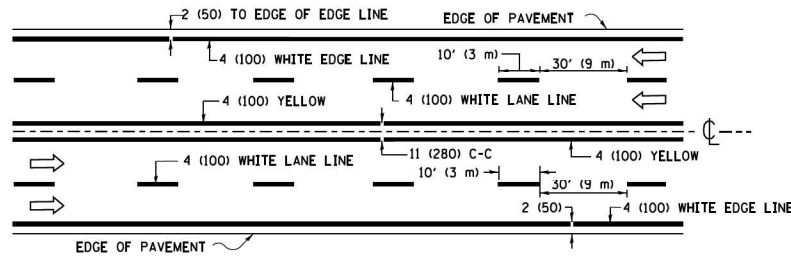 2 (50) TO EDGE OF EDGE LINE
EDGE OF PAVEMENT
4 (100) WHITE EDGE LINE
10' (3 m)
30' (9 m)
4 (100) YELLOW
4 (100) WHITE LANE LINE
℄
4 (100) WHITE LANE LINE
11 (280) C-C
4 (100) YELLOW
10' (3 m)
30' (9 m)
2 (50)
4 (100) WHITE EDGE LINE
EDGE OF PAVEMENT